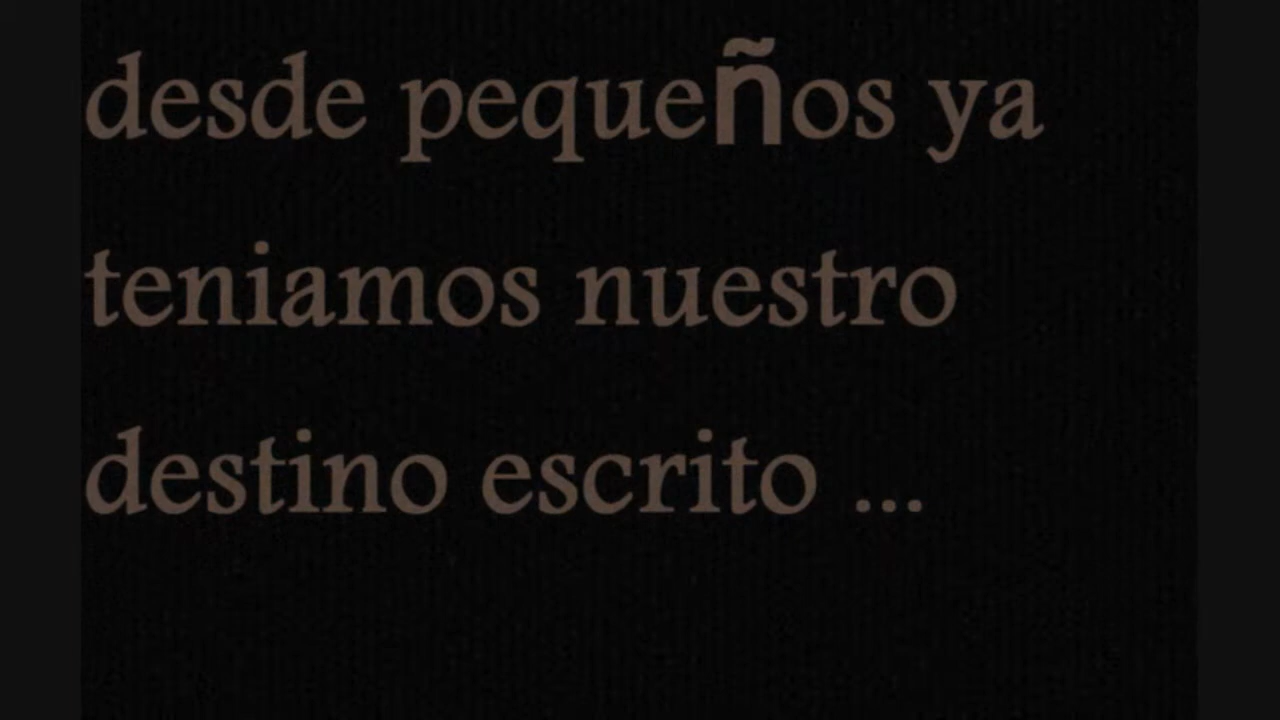 desde pequeños ya
teniamos nuestro
destino escrito ...